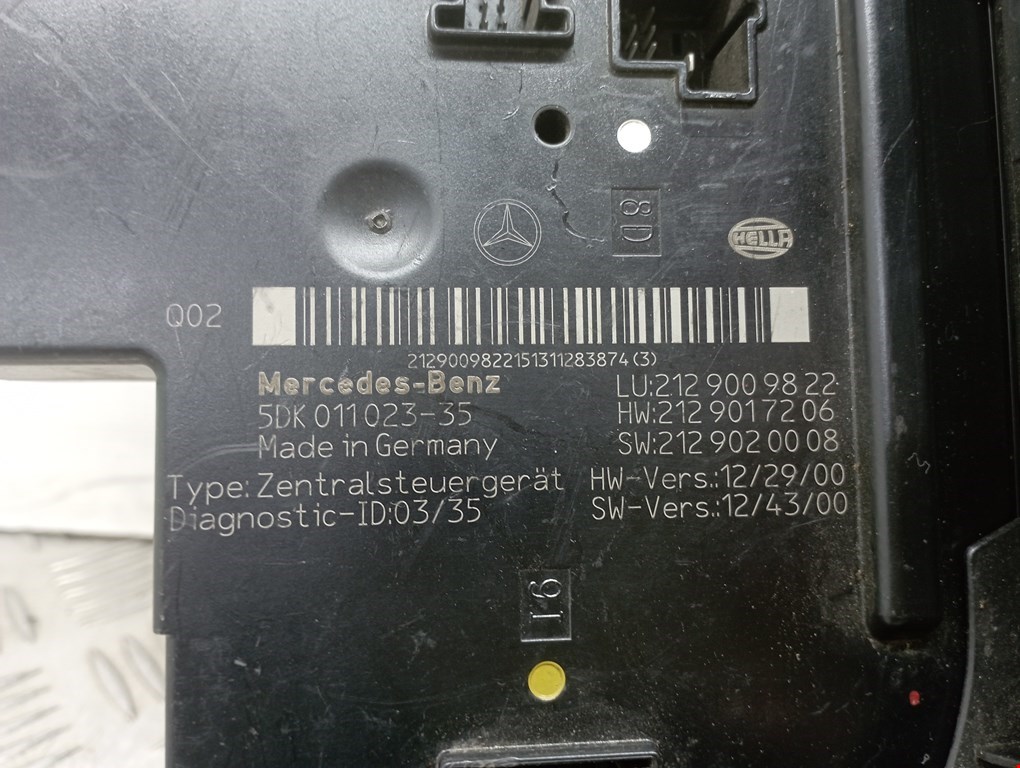 8D
HELLA
Q02
2129009822151311283874(3)
Mercedes-Benz
LU:212 900 98 22
5DK 011 023-35
HW:212 901 72 06
Made in Germany
SW:212 902 00 08
Type: Zentralsteuergerät
HW-Vers.:12/29/00
Diagnostic-ID:03/35
SW-Vers.:12/43/00